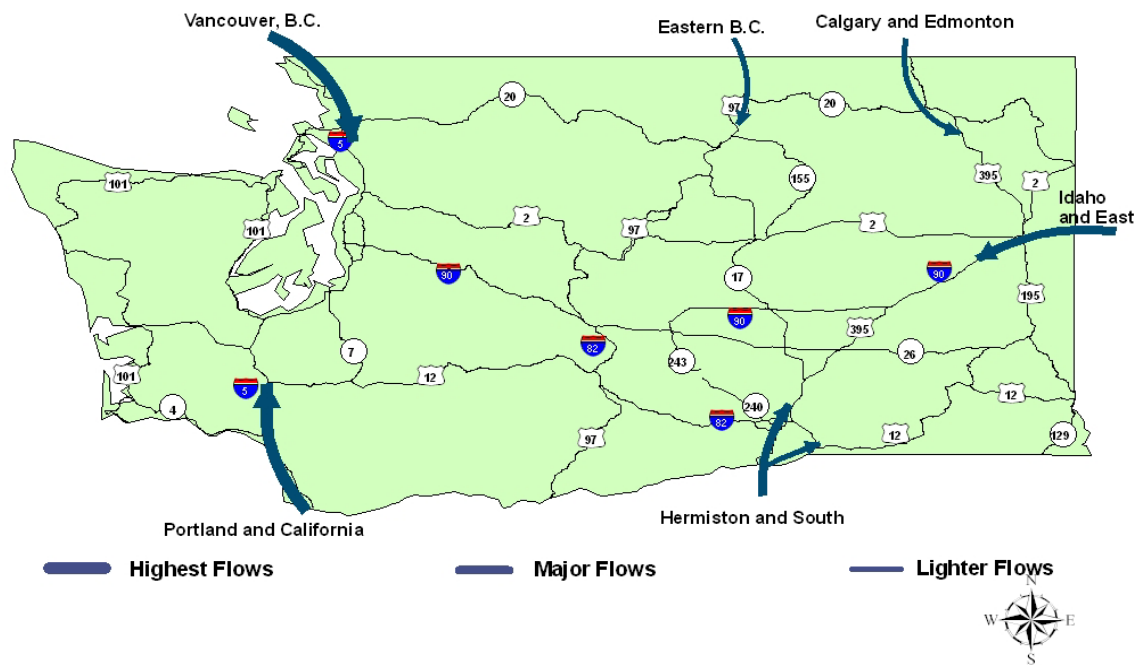 Vancouver, B.C.
Eastern B.C.
Calgary and Edmonton
20
97
20
5
101
155
395
2
Idaho
and East
101
2
97
2
90
17
90
195
90
395
7
82
243
26
101
12
5
4
240
12
82
97
12
129
Portland and California
Hermiston and South
Highest Flows
Major Flows
Lighter Flows
N
W
E
S